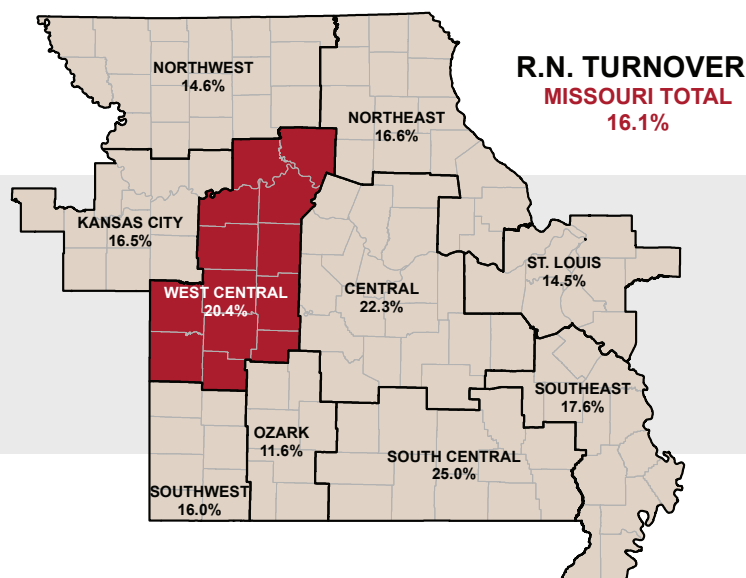 R.N. TURNOVER
MISSOURI TOTAL
16.1%
NORTHWEST
14.6%
NORTHEAST
16.6%
KANSAS CITY
16.5%
WEST CENTRAL
20.4%
CENTRAL
22.3%
ST. LOUIS
14.5%
SOUTHEAST
17.6%
OZARK
11.6%
SOUTH CENTRAL
25.0%
SOUTHWEST
16.0%